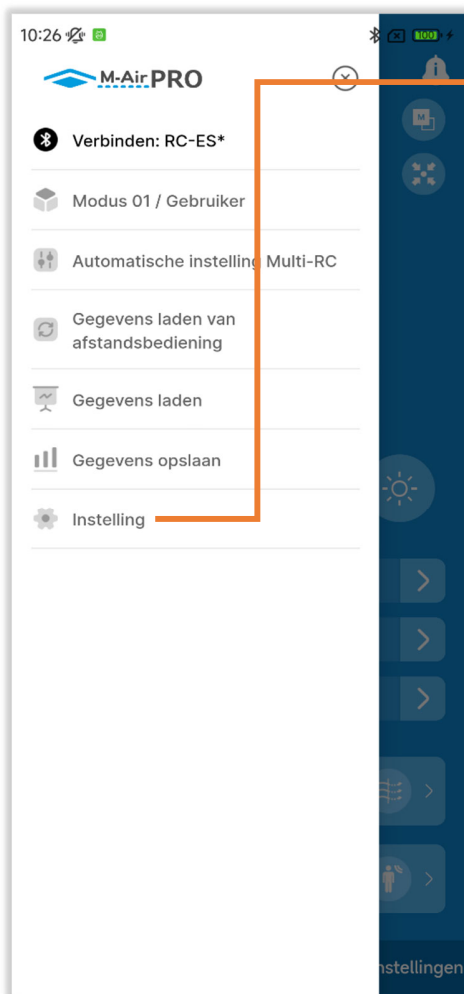 10:26
100
M-Air PRO
Verbinden: RC-ES*
M
Modus 01 / Gebruiker
Automatische instelling Multi-RC
Gegevens laden van
afstandsbediening
Gegevens laden
Gegevens opslaan
Instelling
nstellingen